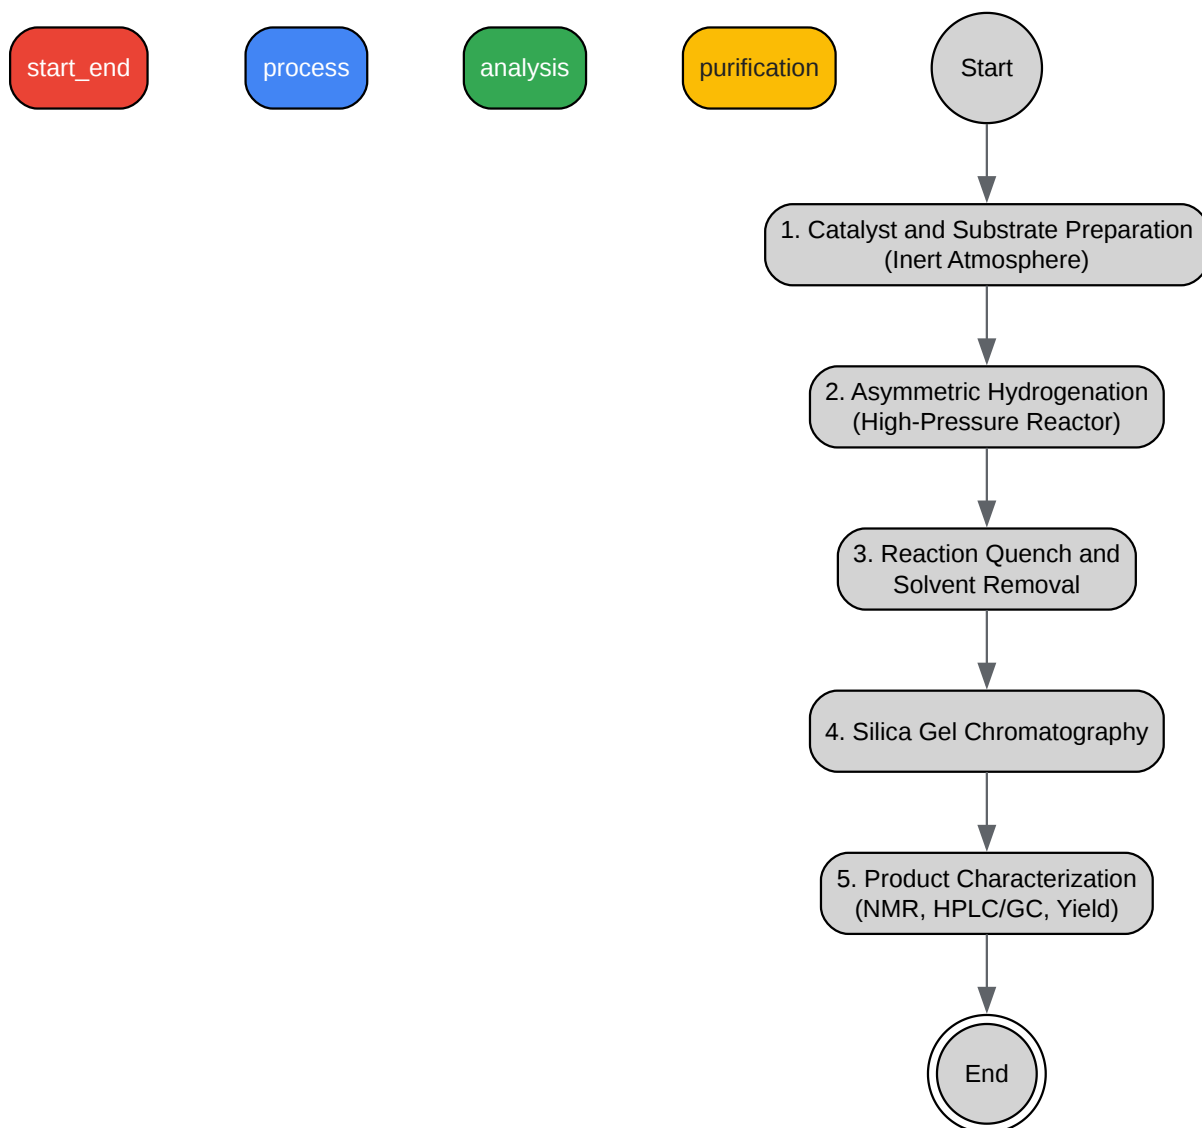 start_end
process
analysis
purification
Start
1. Catalyst and Substrate Preparation
(Inert Atmosphere)
2. Asymmetric Hydrogenation
(High-Pressure Reactor)
3. Reaction Quench and
Solvent Removal
4. Silica Gel Chromatography
5. Product Characterization
(NMR, HPLC/GC, Yield)
End